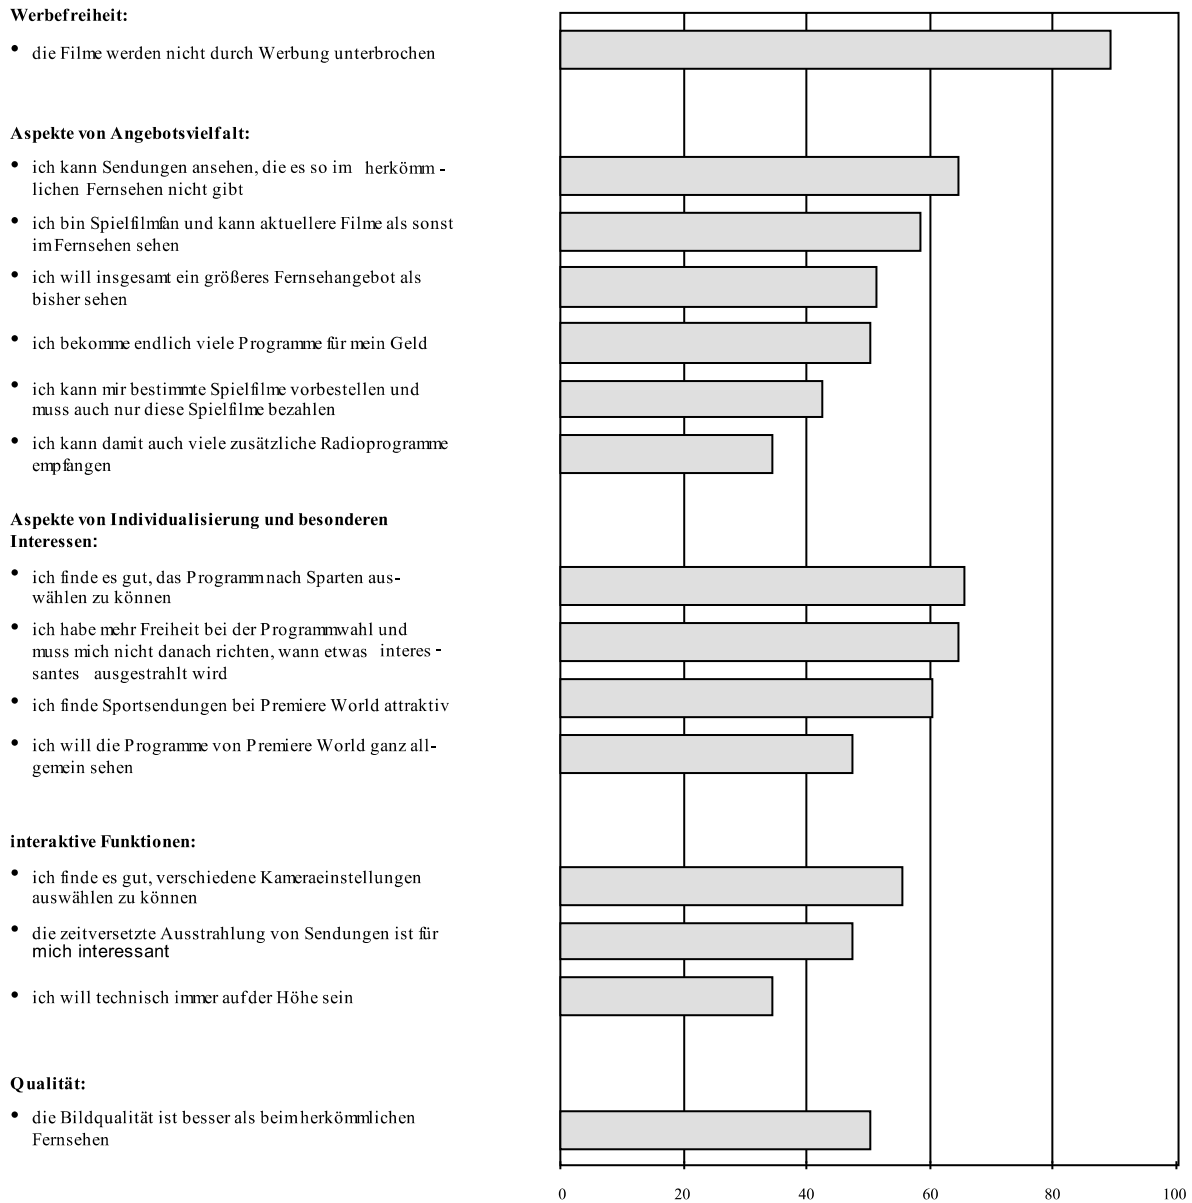 Werbefreiheit:
• die Filme werden nicht durch Werbung unterbrochen
Aspekte von Angebotsvielfalt:
• ich kann Sendungen ansehen, die es so im herkömm-
lichen Fernsehen nicht gibt
• ich bin Spielfilmfan und kann aktuellere Filme als sonst
im Fernsehen sehen
• ich will insgesamt ein größeres Fernsehangebot als
bisher sehen
• ich bekomme endlich viele Programme für mein Geld
• ich kann mir bestimmte Spielfilme vorbestellen und
muss auch nur diese Spielfilme bezahlen
• ich kann damit auch viele zusätzliche Radioprogramme
empfangen
Aspekte von Individualisierung und besonderen
Interessen:
• ich finde es gut, das Programm nach Sparten aus-
wählen zu können
• ich habe mehr Freiheit bei der Programmwahl und
muss mich nicht danach richten, wann etwas interes-
santes ausgestrahlt wird
• ich finde Sportsendungen bei Premiere World attraktiv
• ich will die Programme von Premiere World ganz all-
gemein sehen
interaktive Funktionen:
• ich finde es gut, verschiedene Kameraeinstellungen
auswählen zu können
• die zeitversetzte Ausstrahlung von Sendungen ist für
mich interessant
• ich will technisch immer auf der Höhe sein
Qualität:
• die Bildqualität ist besser als beim herkömmlichen
Fernsehen
0 20 40 60 80 100